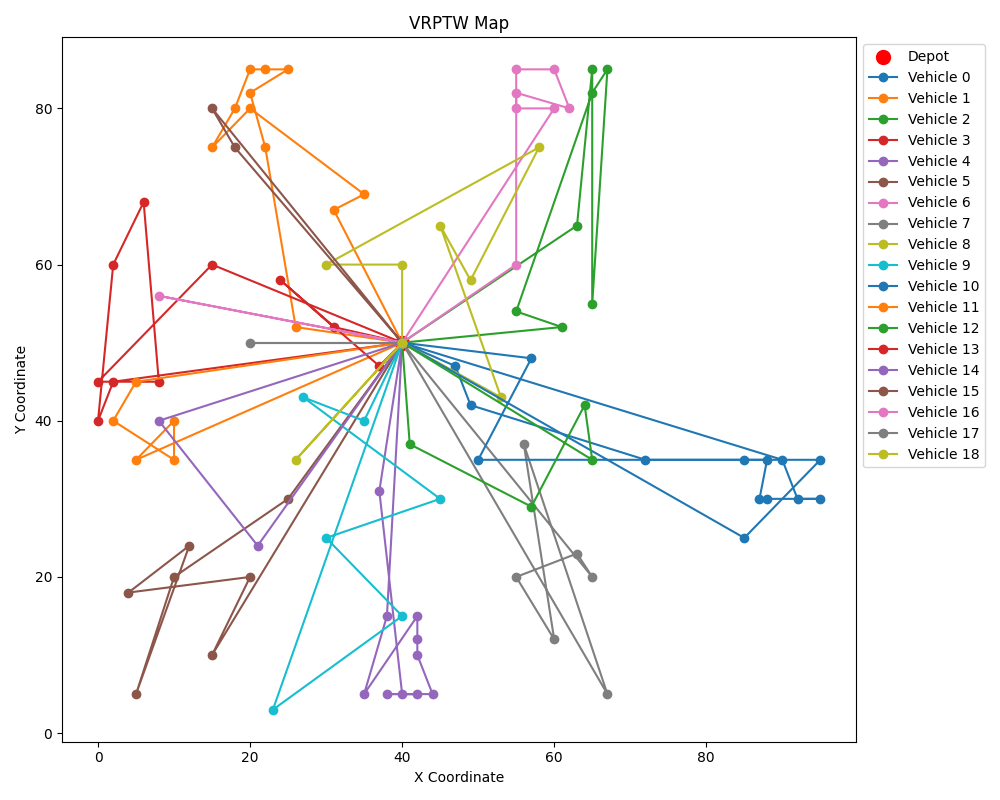 VRPTW Map
Y Coordinate
80
60
40
20
0
0
20
40
60
80
X Coordinate
Depot
Vehicle 0
Vehicle 1
Vehicle 2
Vehicle 3
Vehicle 4
Vehicle 5
Vehicle 6
Vehicle 7
Vehicle 8
Vehicle 9
Vehicle 10
Vehicle 11
Vehicle 12
Vehicle 13
Vehicle 14
Vehicle 15
Vehicle 16
Vehicle 17
Vehicle 18